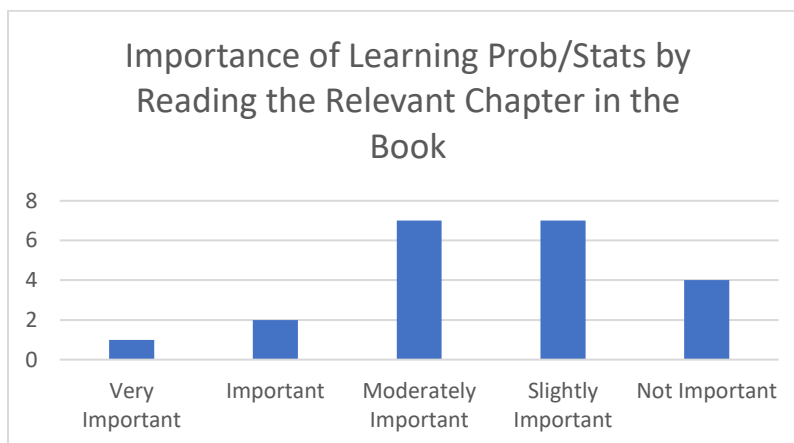 Importance of Learning Prob/Stats by
Reading the Relevant Chapter in the
Book
8
6
4
2
0
Very
Important
Important
Moderately
Important
Slightly
Important
Not Important